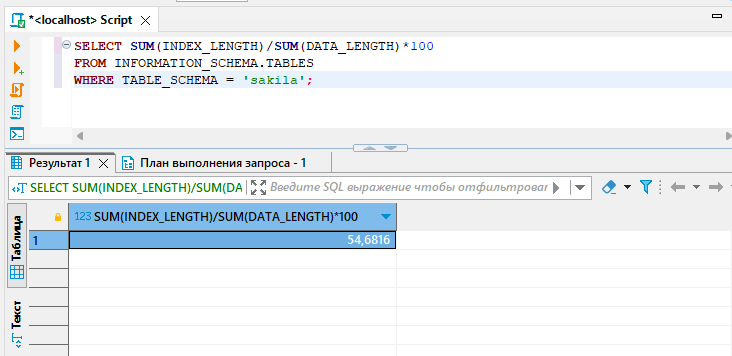 *<localhost> Script
SELECT SUM(INDEX_LENGTH)/SUM(DATA_LENGTH)*100
FROM INFORMATION_SCHEMA.TABLES
WHERE TABLE_SCHEMA = 'sakila';
Результат 1
План выполнения запроса - 1
SELECT SUM(INDEX_LENGTH)/SUM(DA
Введите SQL выражение чтобы отфильтрован
Таблица
Текст
123 SUM(INDEX_LENGTH)/SUM(DATA_LENGTH)*100
1 54,6816